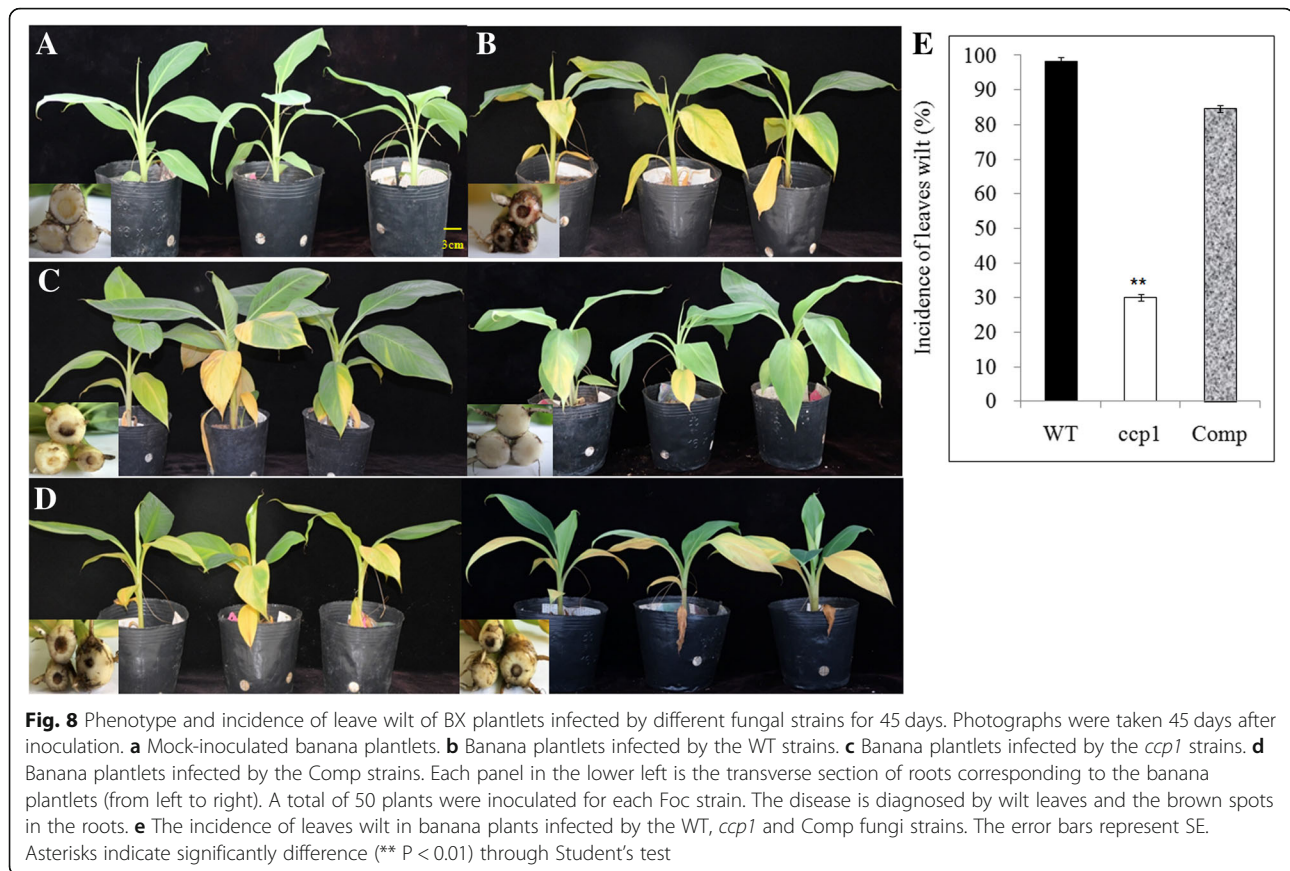 A
B
3cm
C
D
E
100
90
80
70
60
50
40
30
20
10
0
Incidence of leaves wilt (%)
**
WT ccp1 Comp
Fig. 8 Phenotype and incidence of leave wilt of BX plantlets infected by different fungal strains for 45 days. Photographs were taken 45 days after
inoculation. a Mock-inoculated banana plantlets. b Banana plantlets infected by the WT strains. c Banana plantlets infected by the ccp1 strains. d
Banana plantlets infected by the Comp strains. Each panel in the lower left is the transverse section of roots corresponding to the banana
plantlets (from left to right). A total of 50 plants were inoculated for each Foc strain. The disease is diagnosed by wilt leaves and the brown spots
in the roots. e The incidence of leaves wilt in banana plants infected by the WT, ccp1 and Comp fungi strains. The error bars represent SE.
Asterisks indicate significantly difference (** P < 0.01) through Student's test